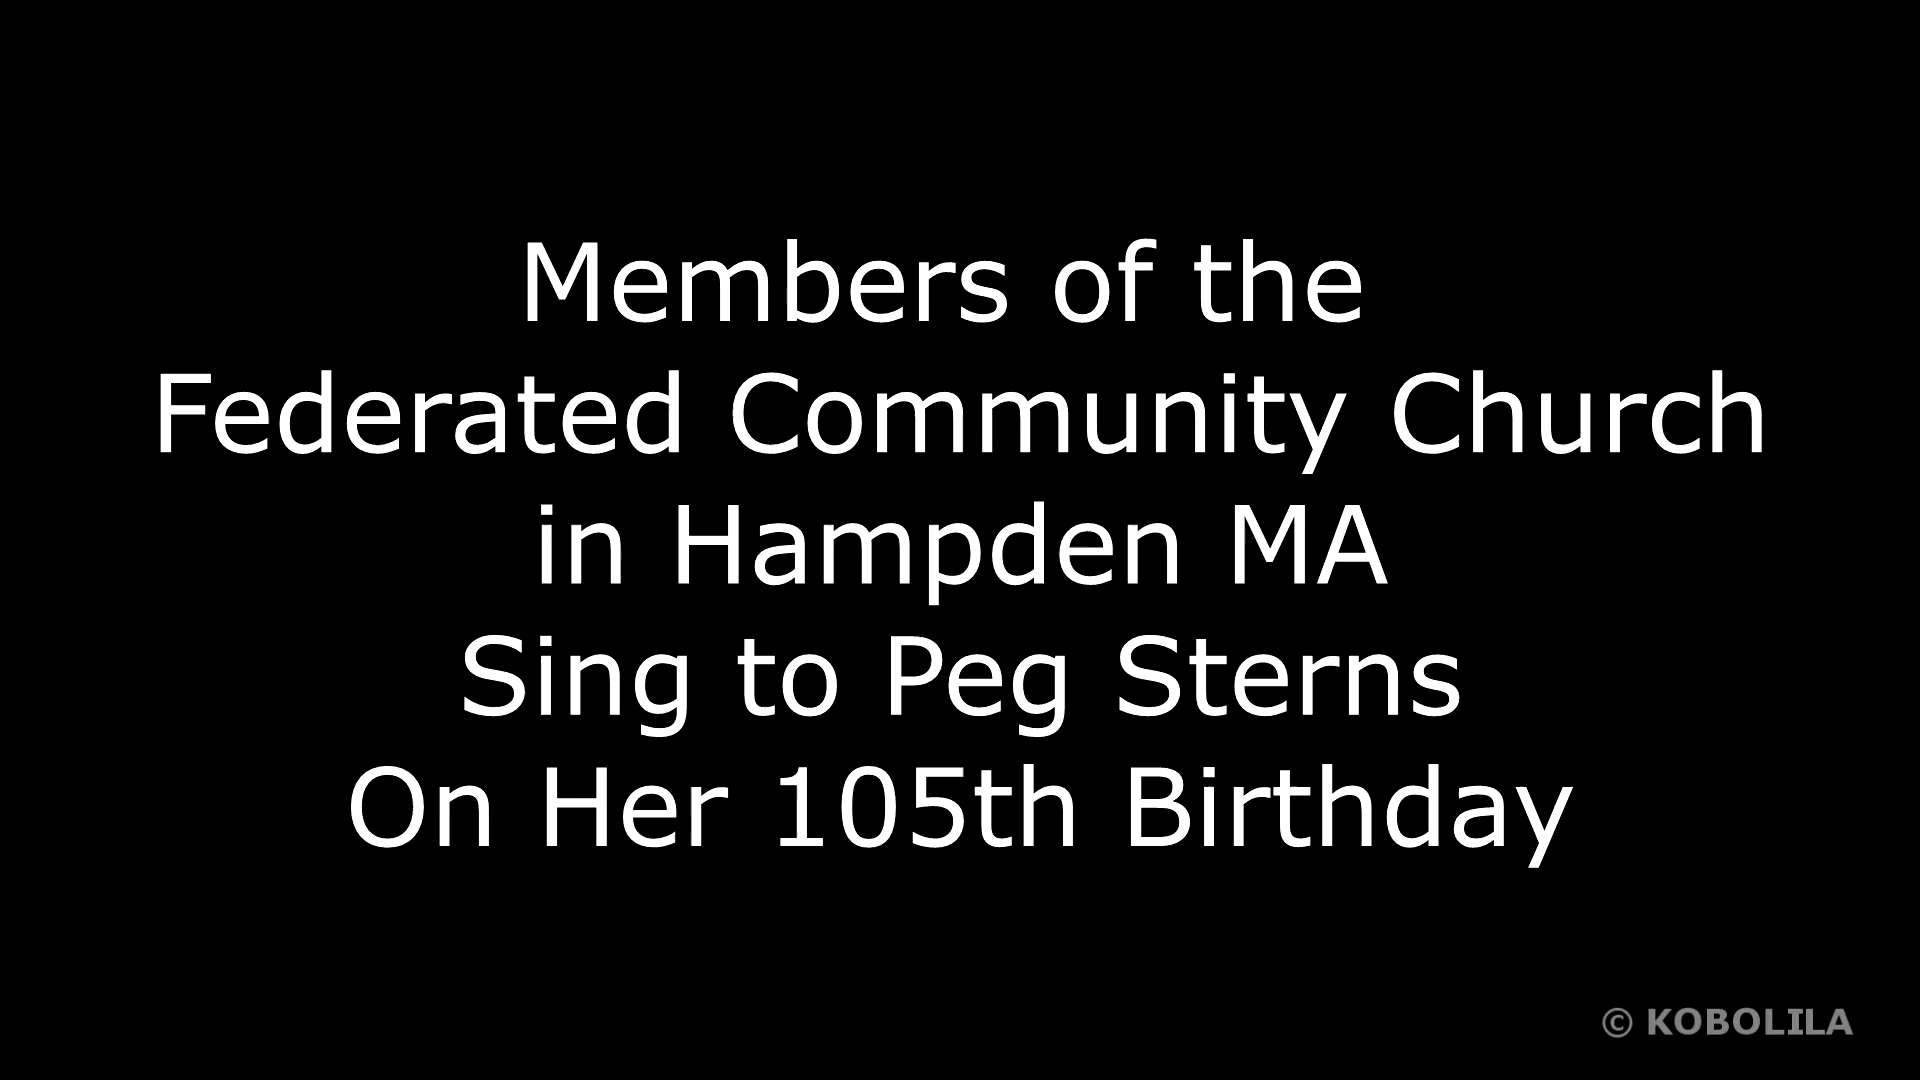 Members of the
Federated Community Church
in Hampden MA
Sing to Peg Sterns
On Her 105th Birthday
© KOBOLILA